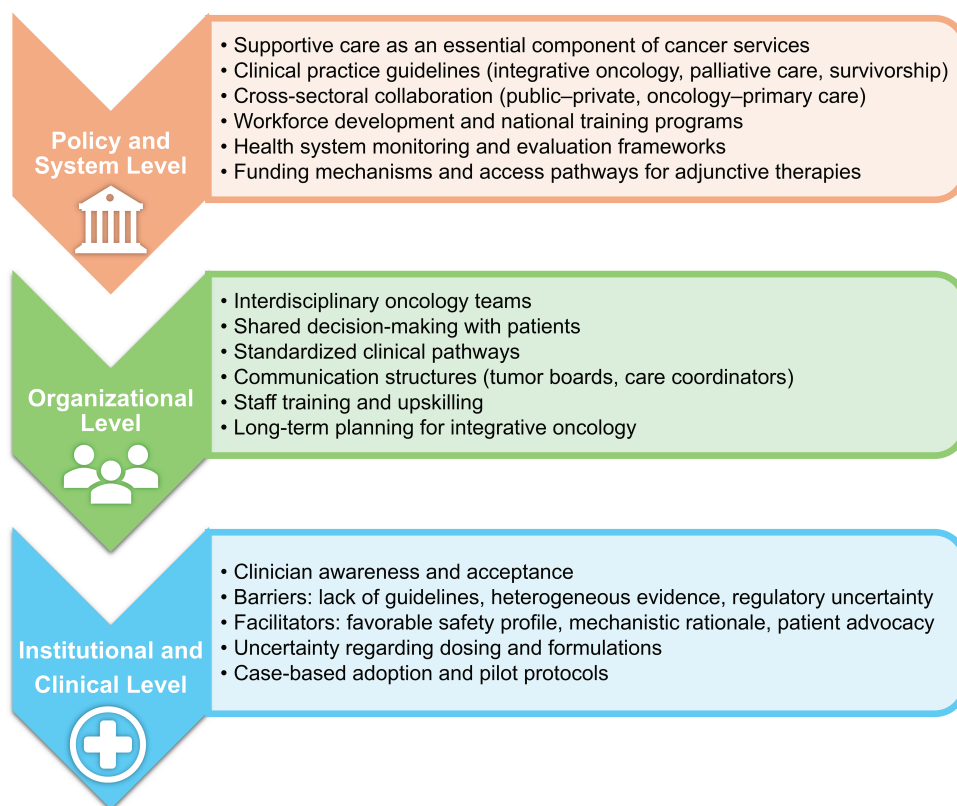 Policy and
System Level
• Supportive care as an essential component of cancer services
• Clinical practice guidelines (integrative oncology, palliative care, survivorship)
• Cross-sectoral collaboration (public–private, oncology–primary care)
• Workforce development and national training programs
• Health system monitoring and evaluation frameworks
• Funding mechanisms and access pathways for adjunctive therapies
Organizational
Level
• Interdisciplinary oncology teams
• Shared decision-making with patients
• Standardized clinical pathways
• Communication structures (tumor boards, care coordinators)
• Staff training and upskilling
• Long-term planning for integrative oncology
Institutional and
Clinical Level
• Clinician awareness and acceptance
• Barriers: lack of guidelines, heterogeneous evidence, regulatory uncertainty
• Facilitators: favorable safety profile, mechanistic rationale, patient advocacy
• Uncertainty regarding dosing and formulations
• Case-based adoption and pilot protocols